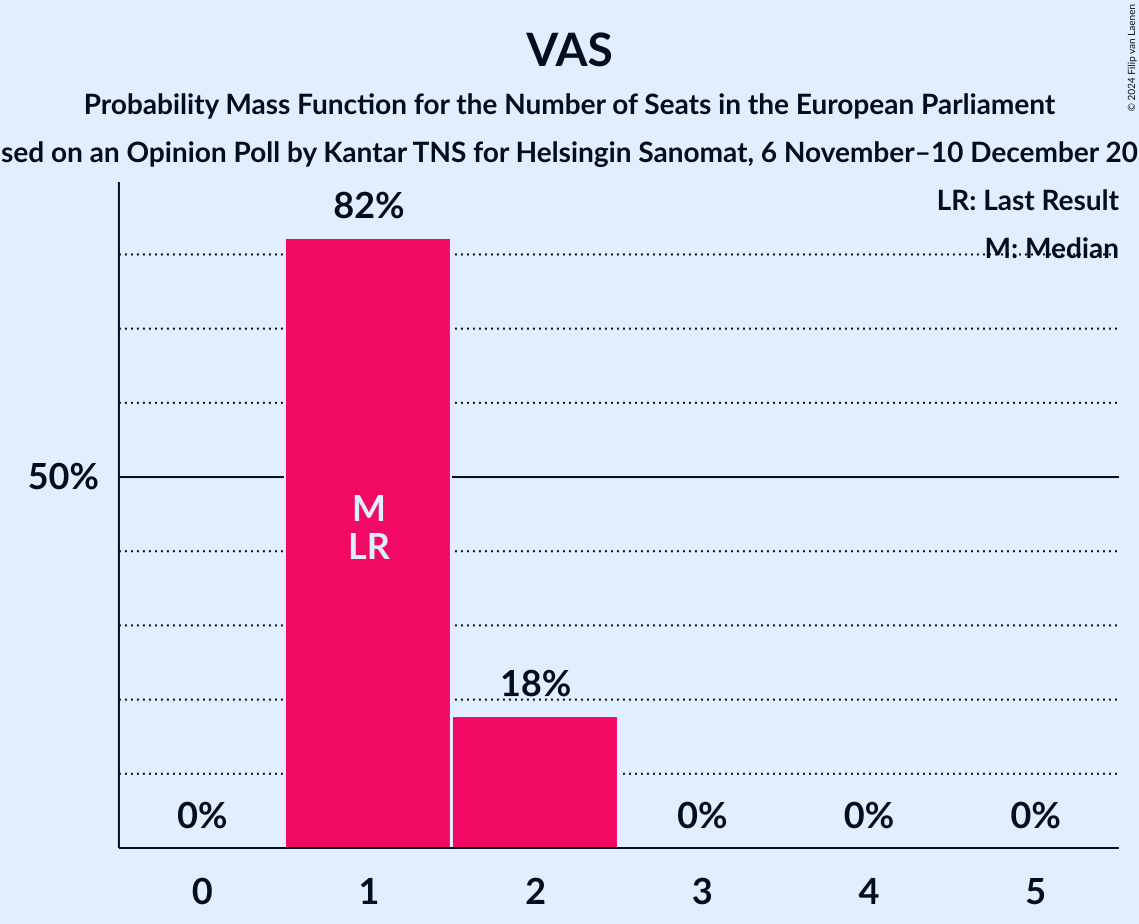 VAS
Probability Mass Function for the Number of Seats in the European Parliament
sed on an Opinion Poll by Kantar TNS for Helsingin Sanomat, 6 November–10 December 20
© 2024 Filip van Laenen
LR: Last Result
M: Median
82%
50%
M
LR
18%
0%
0%
0%
0%
0 1 2 3 4 5